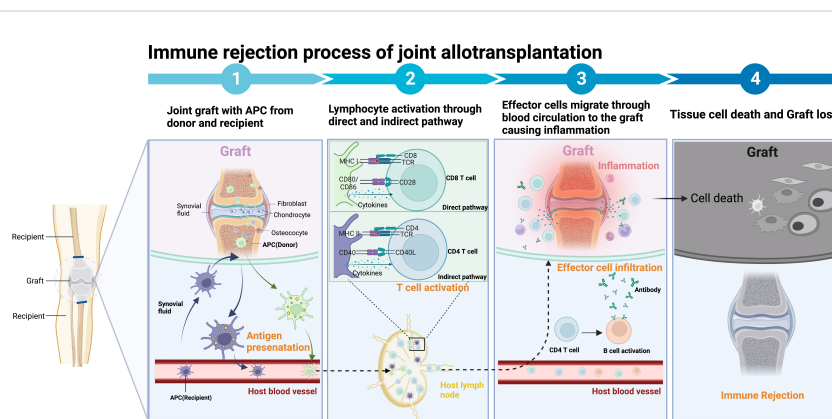 Immune rejection process of joint allotransplantation
1
2
3
4
Joint graft with APC from
donor and recipient
Lymphocyte activation through
direct and indirect pathway
Effector cells migrate through
blood circulation to the graft
causing inflammation
Tissue cell death and Graft los
Recipient
Graft
Recipient
Graft
Synovial
fluid
Fibroblast
Chondrocyte
Osteocoyte
APC(Donor)
Synovial
fluid
Antigen
presenatation
Host blood vessel
APC(Recipient)
MHC I
CD8
TCR
CD80/
CD86
CD28
CD8 T cell
Cytokines
Direct pathway
MHC II
CD4
TCR
CD40
CD40L
CD4 T cell
Cytokines
Indirect pathway
T cell activation
Host lymph
node
Graft
Inflammation
Effector cell infiltration
Antibody
CD4 T cell
B cell activation
Host blood vessel
Graft
Cell death
Immune Rejection